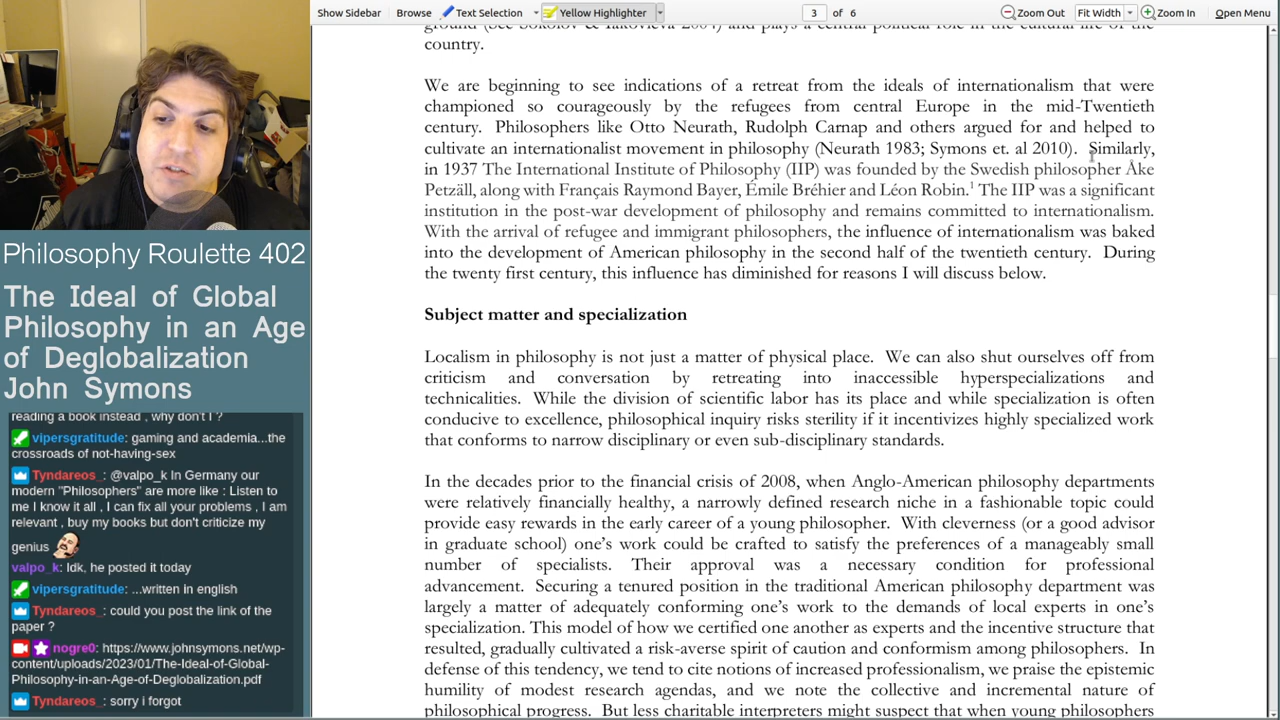 Show Sidebar Browse Text Selection Yellow Highlighter 3 of 6 Zoom Out Fit Width Zoom In Open Menu
country.
We are beginning to see indications of a retreat from the ideals of internationalism that were
championed so courageously by the refugees from central Europe in the mid-Twentieth
century. Philosophers like Otto Neurath, Rudolph Carnap and others argued for and helped to
cultivate an internationalist movement in philosophy (Neurath 1983; Symons et. al 2010). Similarly,
in 1937 The International Institute of Philosophy (IIP) was founded by the Swedish philosopher Åke
Petzäll, along with Français Raymond Bayer, Émile Bréhier and Léon Robin.1 The IIP was a significant
institution in the post-war development of philosophy and remains committed to internationalism.
With the arrival of refugee and immigrant philosophers, the influence of internationalism was baked
into the development of American philosophy in the second half of the twentieth century. During
the twenty first century, this influence has diminished for reasons I will discuss below.
Subject matter and specialization
Localism in philosophy is not just a matter of physical place. We can also shut ourselves off from
criticism and conversation by retreating into inaccessible hyperspecializations and
technicalities. While the division of scientific labor has its place and while specialization is often
conducive to excellence, philosophical inquiry risks sterility if it incentivizes highly specialized work
that conforms to narrow disciplinary or even sub-disciplinary standards.
In the decades prior to the financial crisis of 2008, when Anglo-American philosophy departments
were relatively financially healthy, a narrowly defined research niche in a fashionable topic could
provide easy rewards in the early career of a young philosopher. With cleverness (or a good advisor
in graduate school) one's work could be crafted to satisfy the preferences of a manageably small
number of specialists. Their approval was a necessary condition for professional
advancement. Securing a tenured position in the traditional American philosophy department was
largely a matter of adequately conforming one's work to the demands of local experts in one's
specialization. This model of how we certified one another as experts and the incentive structure that
resulted, gradually cultivated a risk-averse spirit of caution and conformism among philosophers. In
defense of this tendency, we tend to cite notions of increased professionalism, we praise the epistemic
humility of modest research agendas, and we note the collective and incremental nature of
philosophical progress. But less charitable interpreters might suspect that when young philosophers
Philosophy Roulette 402
The Ideal of Global
Philosophy in an Age
of Deglobalization
John Symons
reading a book instead , why don't I ?
vipersgratitude: gaming and academia...the
crossroads of not-having-sex
Tyndareos_: @valpo_k In Germany our
modern "Philosophers" are more like : Listen to
me I know it all , I can fix all your problems , I am
relevant , buy my books but don't criticize my
genius
valpo_k: Idk, he posted it today
vipersgratitude: ...written in english
Tyndareos_: could you post the link of the
paper ?
nogre0: https://www.johnsymons.net/wp-
content/uploads/2023/01/The-Ideal-of-Global-
Philosophy-in-an-Age-of-Deglobalization.pdf
Tyndareos_: sorry i forgot